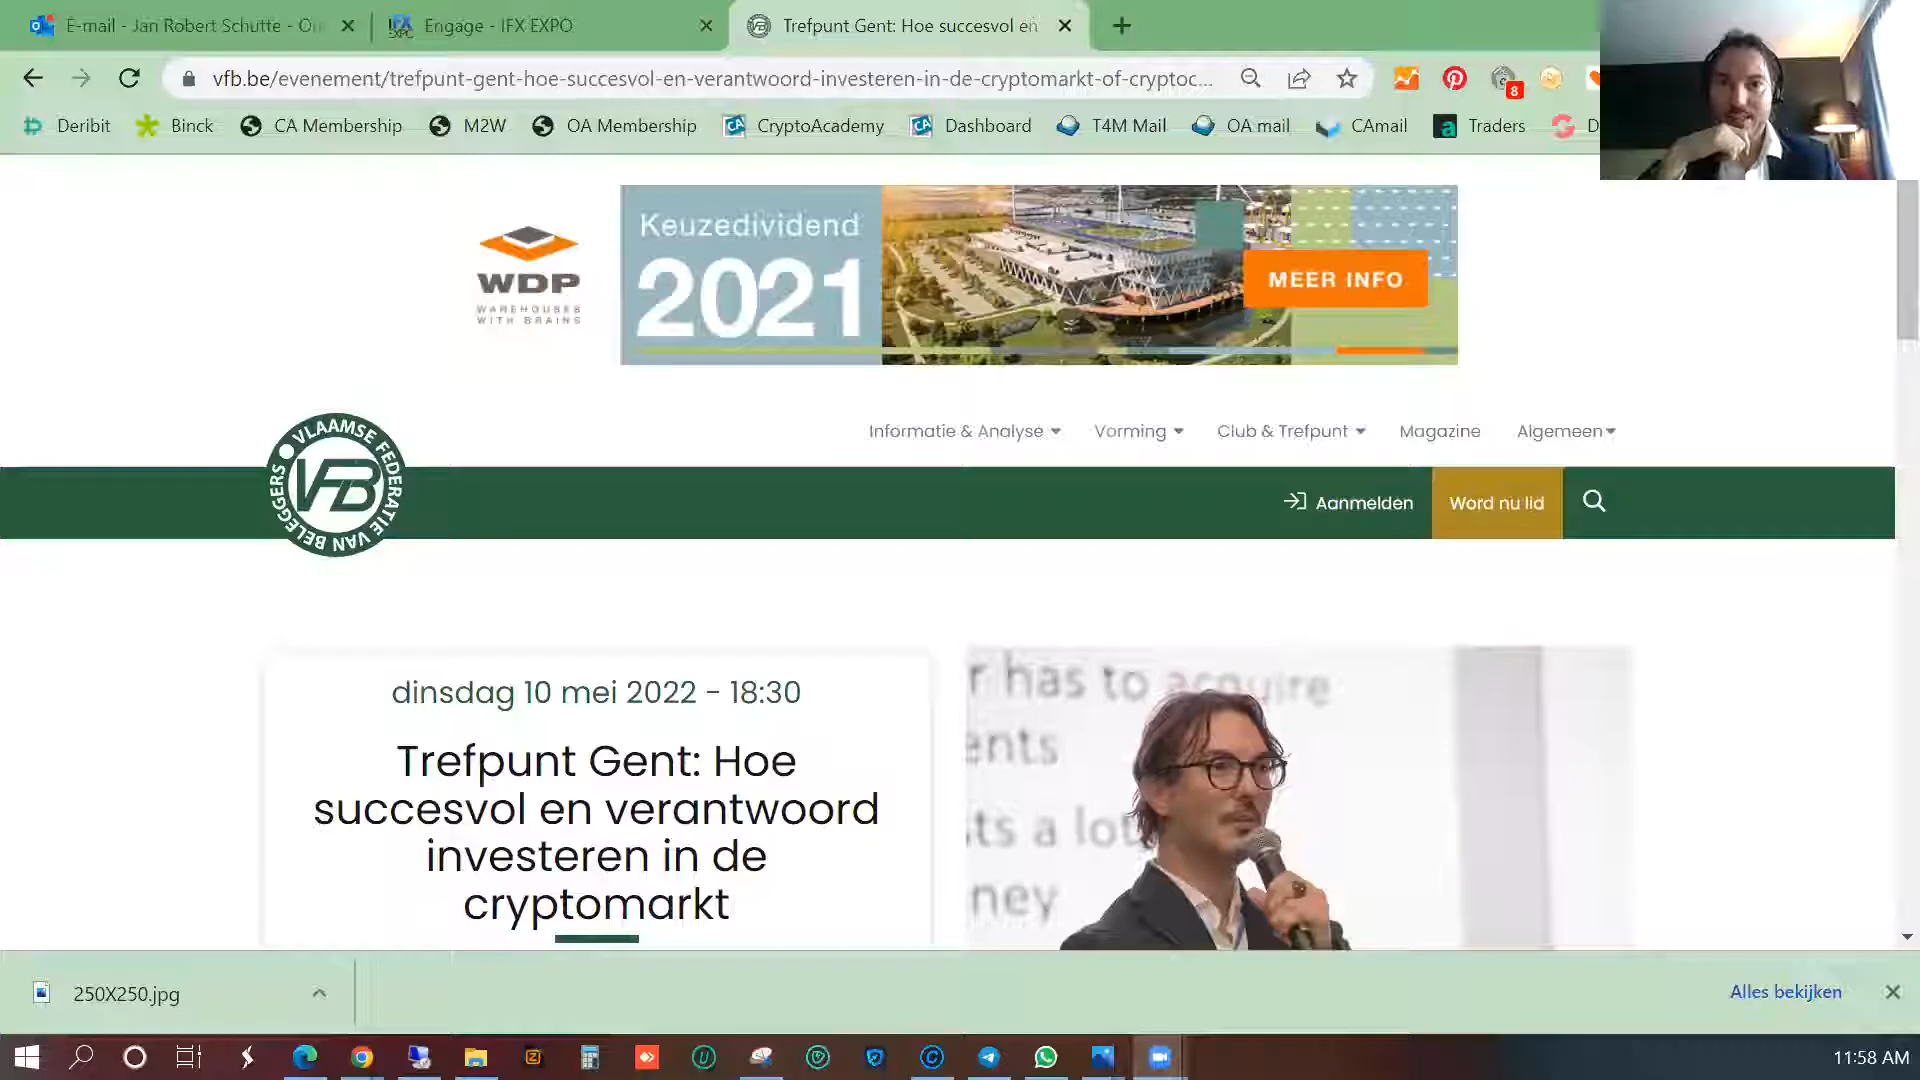 E-mail - Jan Robert Schutte - Ou
Engage - IFX EXPO
Trefpunt Gent: Hoe succesvol en
vfb.be/evenement/trefpunt-gent-hoe-succesvol-en-verantwoord-investeren-in-de-cryptomarkt-of-cryptoc...
8
Deribit
Binck
CA Membership
M2W
OA Membership
CryptoAcademy
Dashboard
T4M Mail
OA mail
CAmail
Traders
D
WDP
WAREHOUSES
WITH BRAINS
Keuzedividend
2021
MEER INFO
Informatie & Analyse
Vorming
Club & Trefpunt
Magazine
Algemeen
VLAAMSE FEDERATIE VAN BELEGGERS
VFB
Aanmelden
Word nu lid
dinsdag 10 mei 2022 - 18:30
Trefpunt Gent: Hoe
succesvol en verantwoord
investeren in de
cryptomarkt
r has to acquire
ents
ts a lot
ney
250X250.jpg
Alles bekijken
11:58 AM